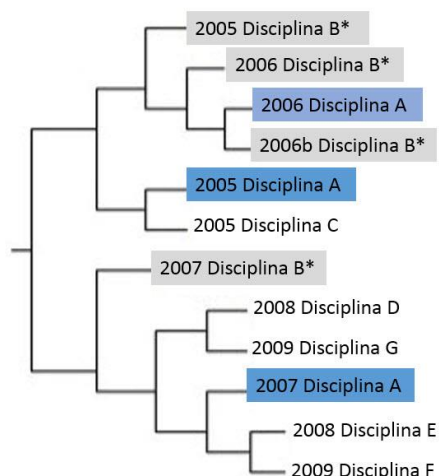 2005 Disciplina B*
2006 Disciplina B*
2006 Disciplina A
2006b Disciplina B*
2005 Disciplina A
2005 Disciplina C
2007 Disciplina B*
2008 Disciplina D
2009 Disciplina G
2007 Disciplina A
2008 Disciplina E
2009 Disciplina F